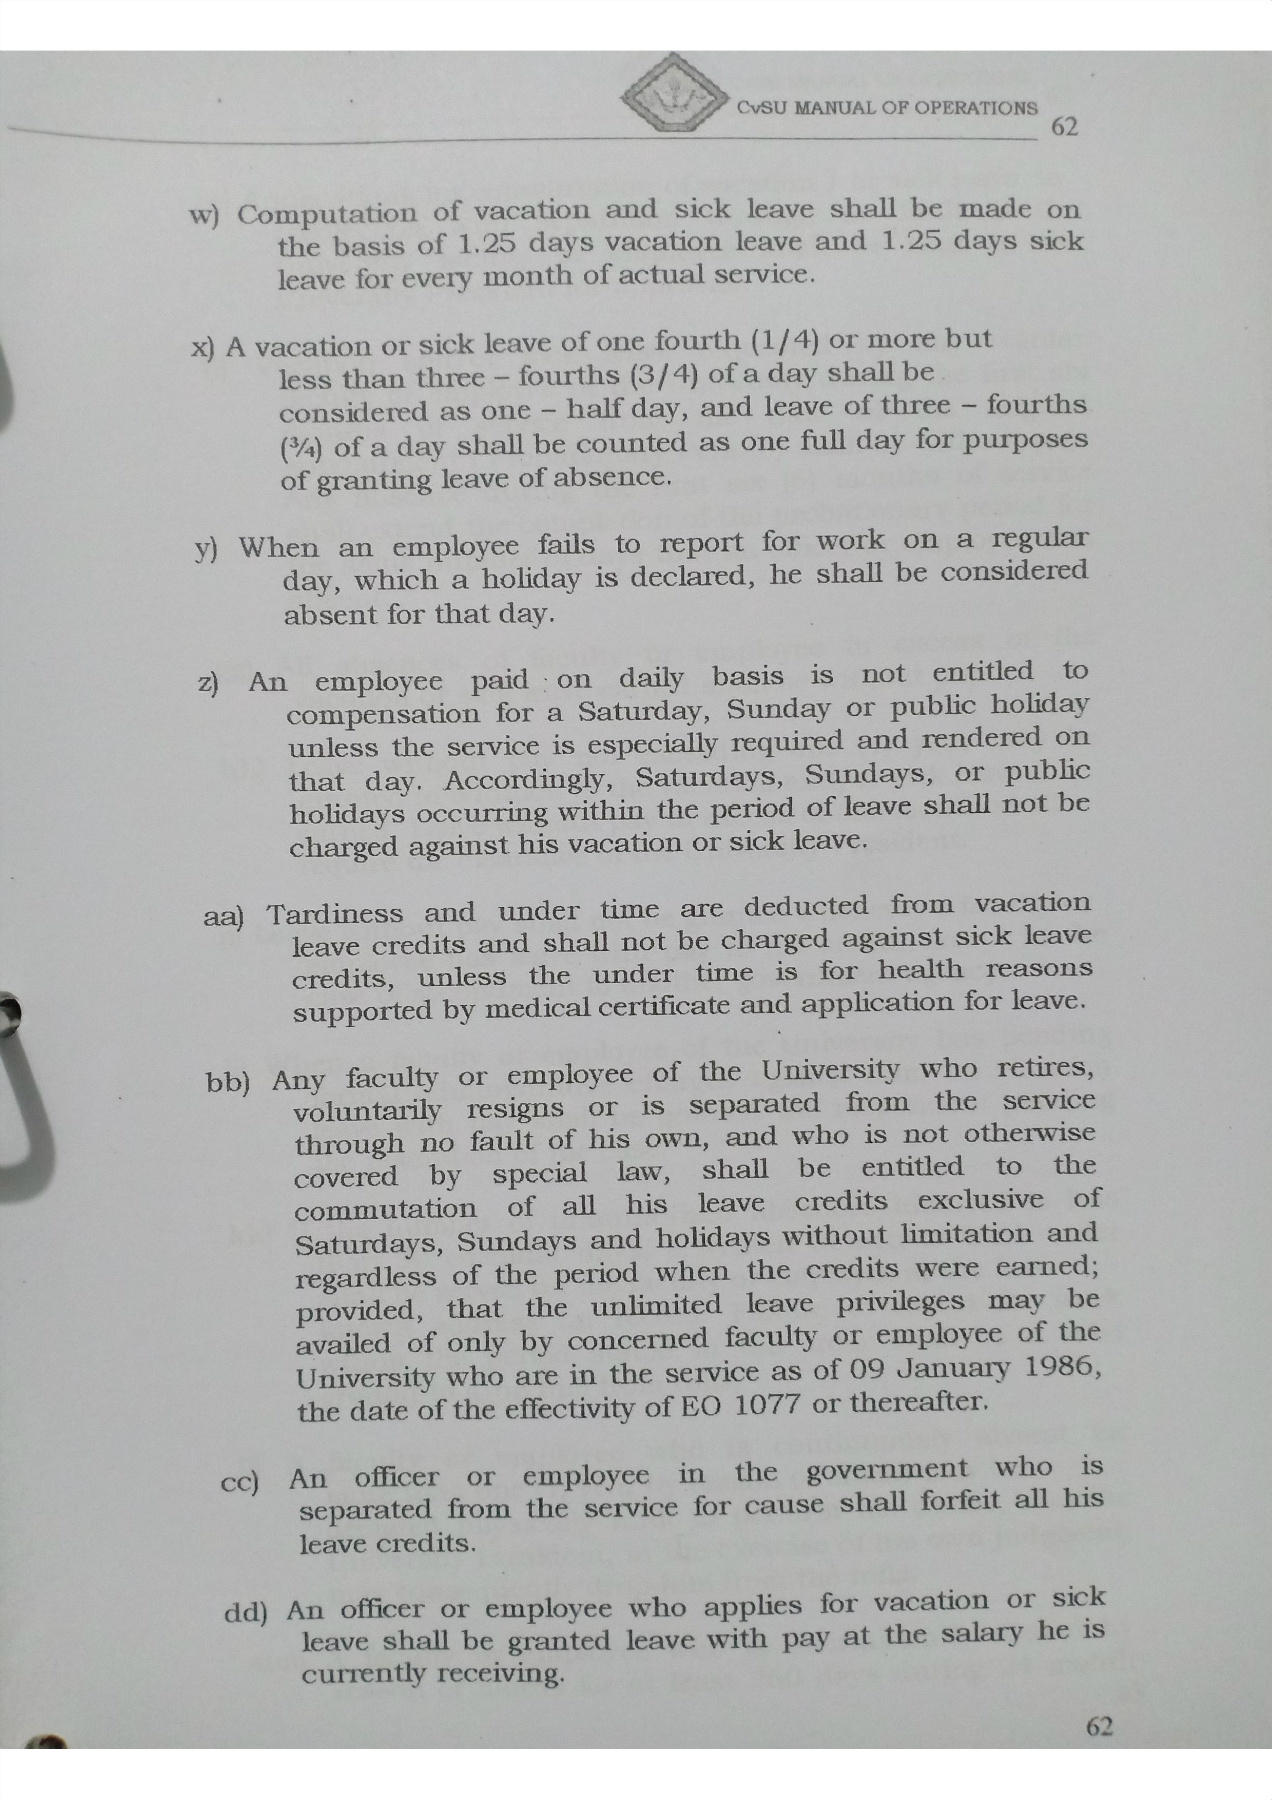 CvSU MANUAL OF OPERATIONS
62
w) Computation of vacation and sick leave shall be made on
the basis of 1.25 days vacation leave and 1.25 days sick
leave for every month of actual service.
x) A vacation or sick leave of one fourth (1/4) or more but
less than three – fourths (3/4) of a day shall be
considered as one – half day, and leave of three – fourths
(¾) of a day shall be counted as one full day for purposes
of granting leave of absence.
y) When an employee fails to report for work on a regular
day, which a holiday is declared, he shall be considered
absent for that day.
z) An employee paid on daily basis is not entitled to
compensation for a Saturday, Sunday or public holiday
unless the service is especially required and rendered on
that day. Accordingly, Saturdays, Sundays, or public
holidays occurring within the period of leave shall not be
charged against his vacation or sick leave.
aa) Tardiness and under time are deducted from vacation
leave credits and shall not be charged against sick leave
credits, unless the under time is for health reasons
supported by medical certificate and application for leave.
bb) Any faculty or employee of the University who retires,
voluntarily resigns or is separated from the service
through no fault of his own, and who is not otherwise
covered by special law, shall be entitled to the
commutation of all his leave credits exclusive of
Saturdays, Sundays and holidays without limitation and
regardless of the period when the credits were earned;
provided, that the unlimited leave privileges may be
availed of only by concerned faculty or employee of the
University who are in the service as of 09 January 1986,
the date of the effectivity of EO 1077 or thereafter.
cc) An officer or employee in the government who is
separated from the service for cause shall forfeit all his
leave credits.
dd) An officer or employee who applies for vacation or sick
leave shall be granted leave with pay at the salary he is
currently receiving.
62